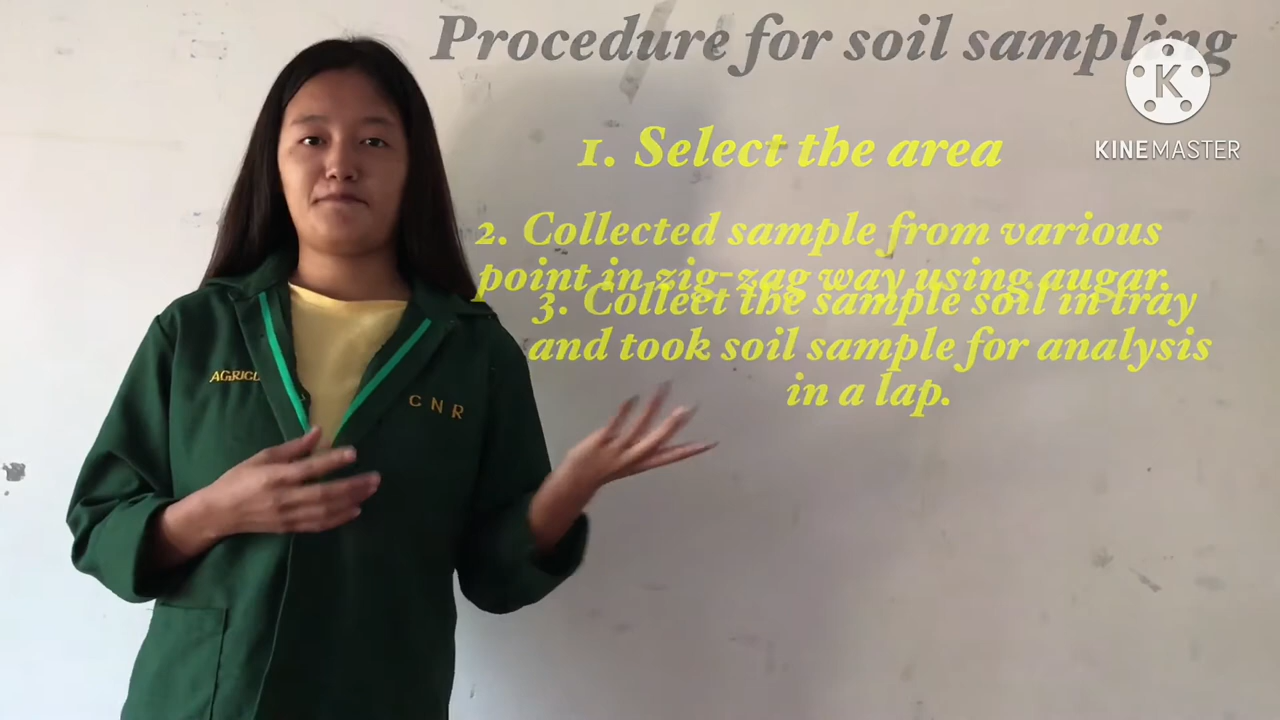 Procedure for soil sampling
K
KINEMASTER
1. Select the area
2. Collected sample from various
point in zig-zag way using augar.
3. Collect the sample soil in tray
and took soil sample for analysis
in a lap.
CNR